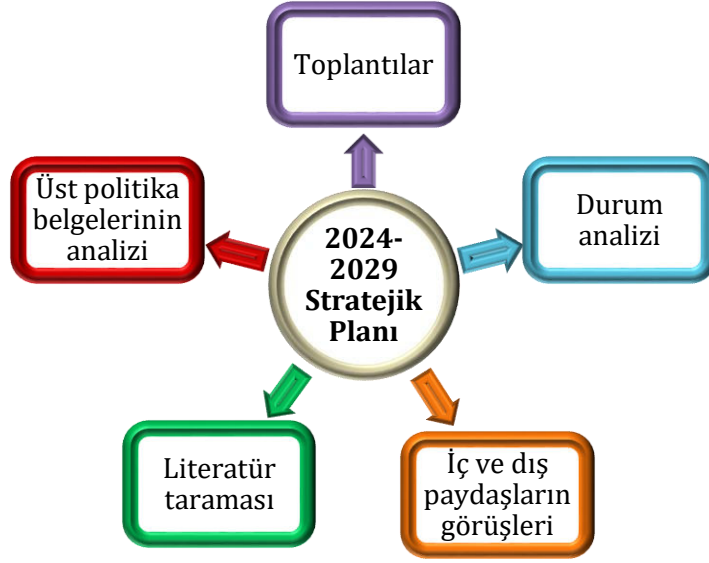 Toplantılar
Üst politika
belgelerinin
analizi
Durum
analizi
2024-
2029
Stratejik
Planı
Literatür
taraması
İç ve dış
paydaşların
görüşleri